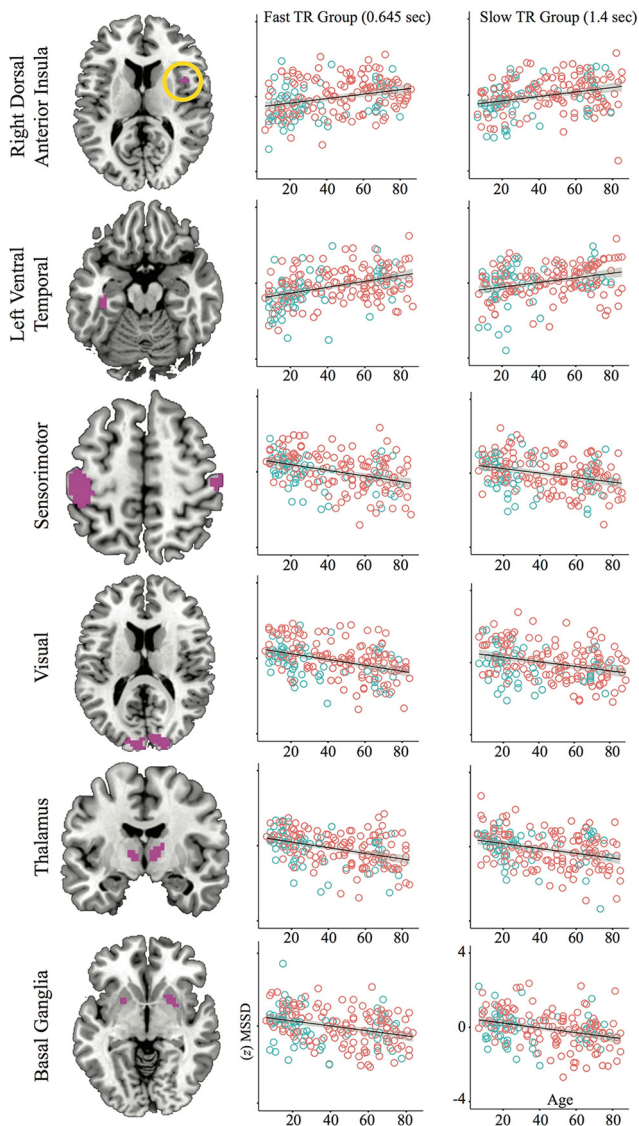 Fast TR Group (0.645 sec) Slow TR Group (1.4 sec)
Right Dorsal
Anterior Insula
20 40 60 80 20 40 60 80
Left Ventral
Temporal
20 40 60 80 20 40 60 80
Sensorimotor
20 40 60 80 20 40 60 80
Visual
20 40 60 80 20 40 60 80
Thalamus
20 40 60 80 20 40 60 80
Basal Ganglia
(z) MSSD
4
0
-4
Age
20 40 60 80 20 40 60 80